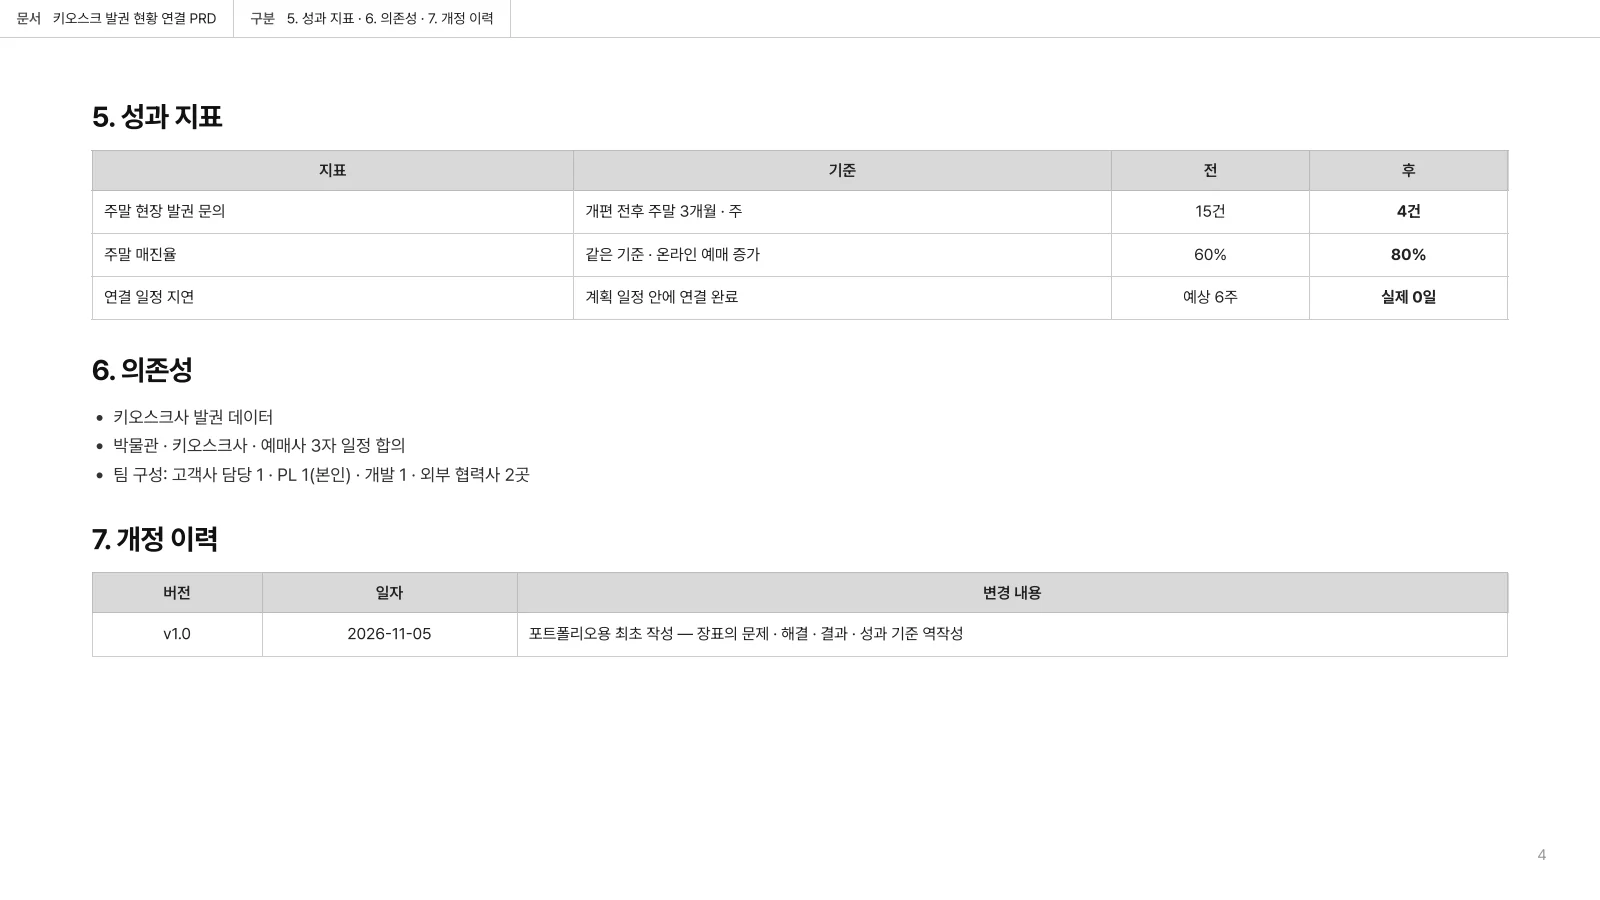 문서 키오스크 발권 현황 연결 PRD 구분 5. 성과 지표 · 6. 의존성 · 7. 개정 이력
5. 성과 지표
지표 기준 전 후
주말 현장 발권 문의 개편 전후 주말 3개월 · 주 15건 4건
주말 매진율 같은 기준 · 온라인 예매 증가 60% 80%
연결 일정 지연 계획 일정 안에 연결 완료 예상 6주 실제 0일
6. 의존성
• 키오스크사 발권 데이터
• 박물관 · 키오스크사 · 예매사 3자 일정 합의
• 팀 구성: 고객사 담당 1 · PL 1(본인) · 개발 1 · 외부 협력사 2곳
7. 개정 이력
버전 일자 변경 내용
v1.0 2026-11-05 포트폴리오용 최초 작성 — 장표의 문제 · 해결 · 결과 · 성과 기준 역작성
4